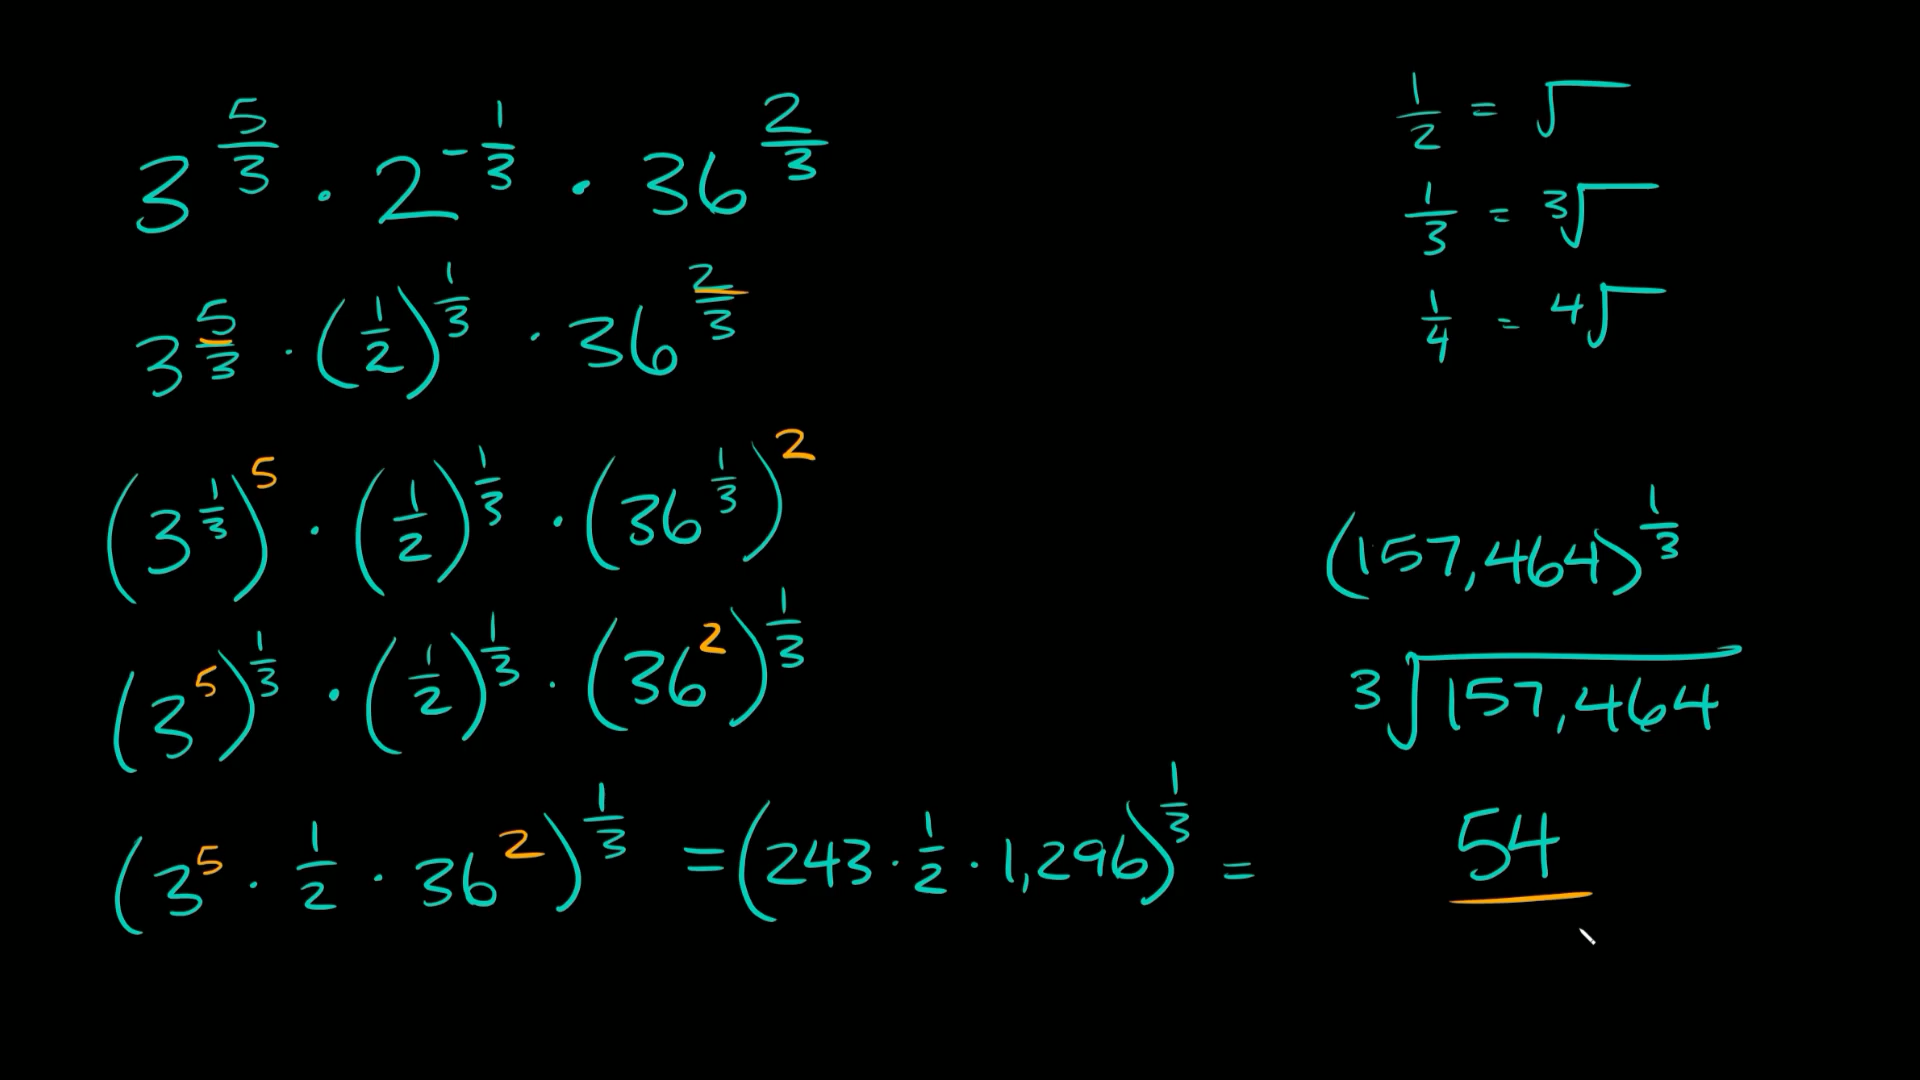 3^(5/3) · 2^(-1/3) · 36^(2/3)
3^(5/3) · (1/2)^(1/3) · 36^(2/3)
(3^(1/3))^5 · (1/2)^(1/3) · (36^(1/3))^2
(3^5)^(1/3) · (1/2)^(1/3) · (36^2)^(1/3)
(3^5 · 1/2 · 36^2)^(1/3) = (243 · 1/2 · 1,296)^(1/3) =
1/2 = √
1/3 = ³√
1/4 = ⁴√
(157,464)^(1/3)
³√157,464
54